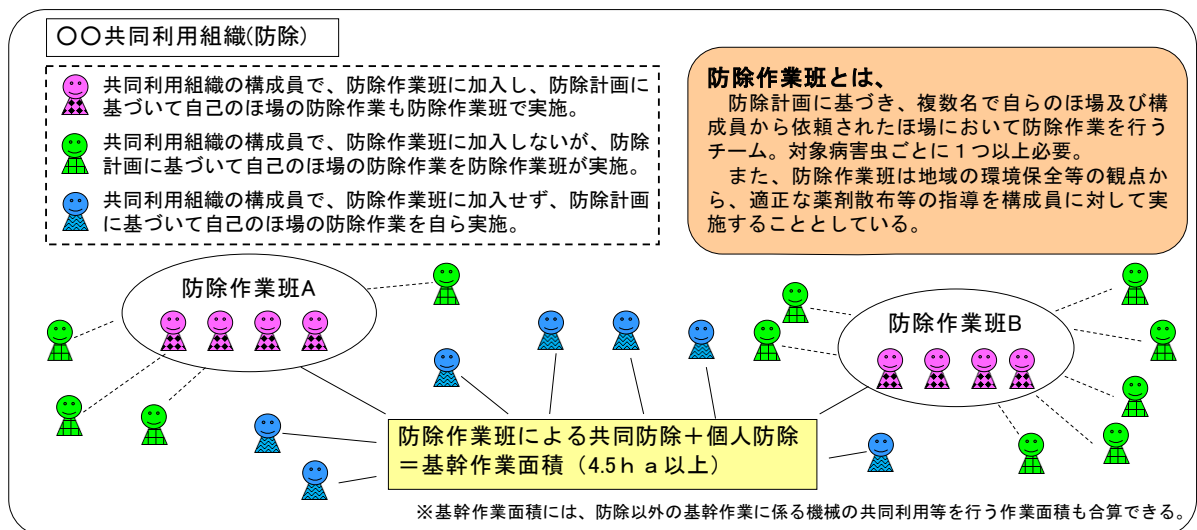 〇〇共同利用組織(防除)
共同利用組織の構成員で、防除作業班に加入し、防除計画に
基づいて自己のほ場の防除作業も防除作業班で実施。
共同利用組織の構成員で、防除作業班に加入しないが、防除
計画に基づいて自己のほ場の防除作業を防除作業班が実施。
共同利用組織の構成員で、防除作業班に加入せず、防除計画
に基づいて自己のほ場の防除作業を自ら実施。
防除作業班とは、
防除計画に基づき、複数名で自らのほ場及び構
成員から依頼されたほ場において防除作業を行う
チーム。対象病害虫ごとに１つ以上必要。
また、防除作業班は地域の環境保全等の観点か
ら、適正な薬剤散布等の指導を構成員に対して実
施することとしている。
防除作業班A
防除作業班B
防除作業班による共同防除＋個人防除
＝基幹作業面積（4.5ｈａ以上）
※基幹作業面積には、防除以外の基幹作業に係る機械の共同利用等を行う作業面積も合算できる。